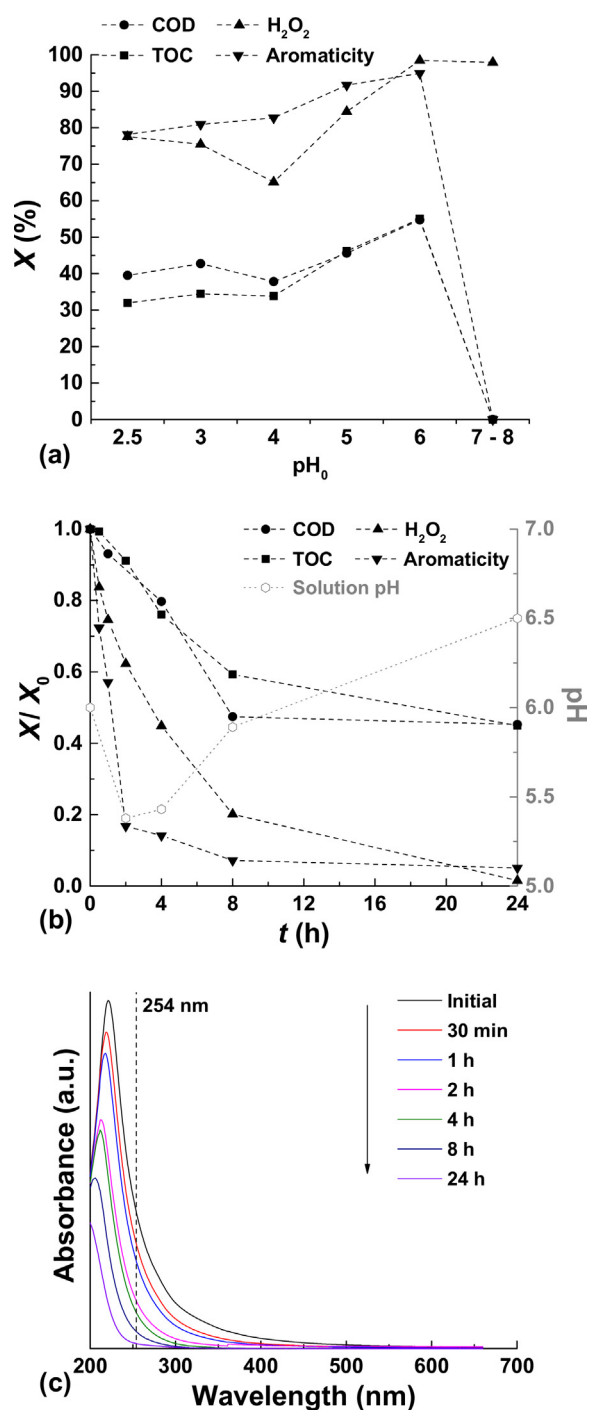 COD H₂O₂
TOC Aromaticity
100
90
80
70
60
50
40
30
20
10
0
X (%)
2.5 3 4 5 6 7 - 8
pH₀
(a)
COD H₂O₂
TOC Aromaticity
Solution pH
1.0
0.8
0.6
0.4
0.2
0.0
X/ X₀
7.0
6.5
6.0
5.5
5.0
pH
0 4 8 12 16 20 24
t (h)
(b)
254 nm
Initial
30 min
1 h
2 h
4 h
8 h
24 h
Absorbance (a.u.)
200 300 400 500 600 700
Wavelength (nm)
(c)